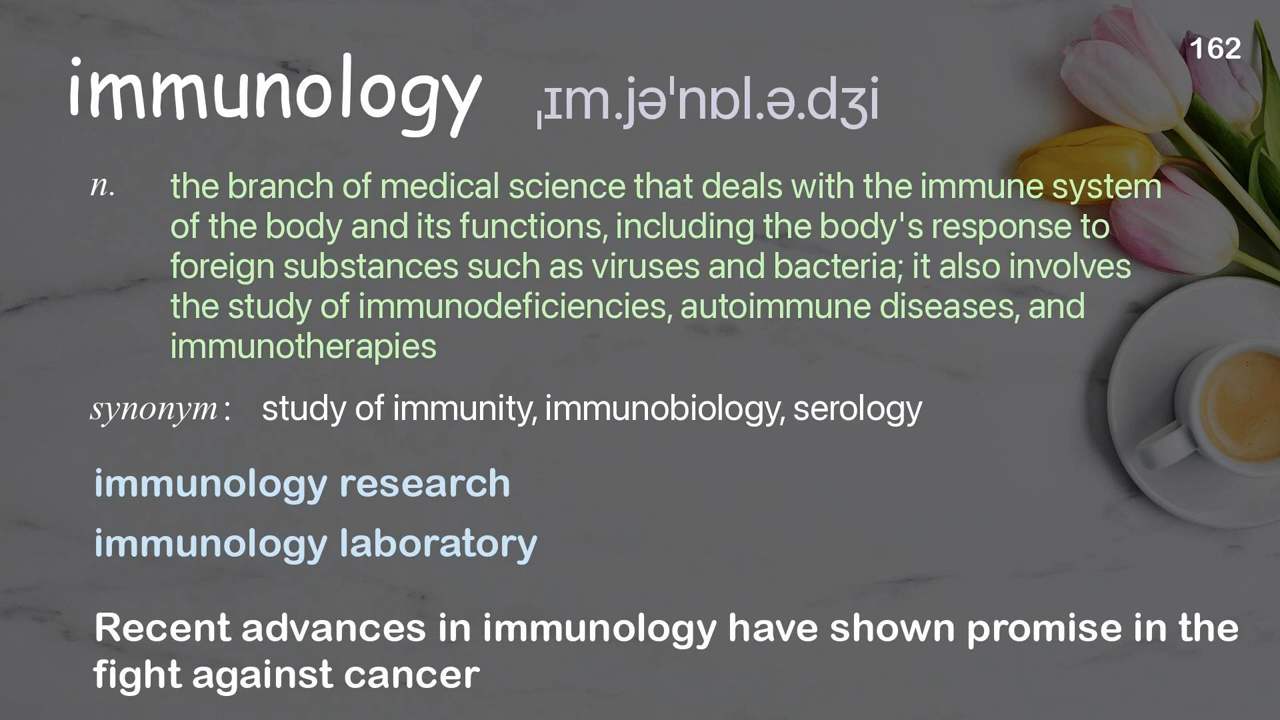 162
immunology ˌɪm.jəˈnɒl.ə.dʒi
n. the branch of medical science that deals with the immune system
of the body and its functions, including the body's response to
foreign substances such as viruses and bacteria; it also involves
the study of immunodeficiencies, autoimmune diseases, and
immunotherapies
synonym: study of immunity, immunobiology, serology
immunology research
immunology laboratory
Recent advances in immunology have shown promise in the
fight against cancer